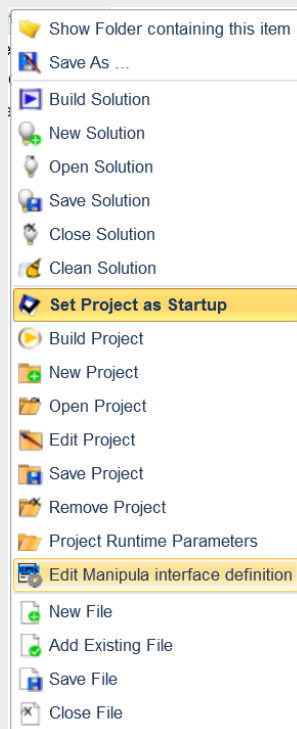 Show Folder containing this item
Save As ...
Build Solution
New Solution
Open Solution
Save Solution
Close Solution
Clean Solution
Set Project as Startup
Build Project
New Project
Open Project
Edit Project
Save Project
Remove Project
Project Runtime Parameters
Edit Manipula interface definition
New File
Add Existing File
Save File
Close File